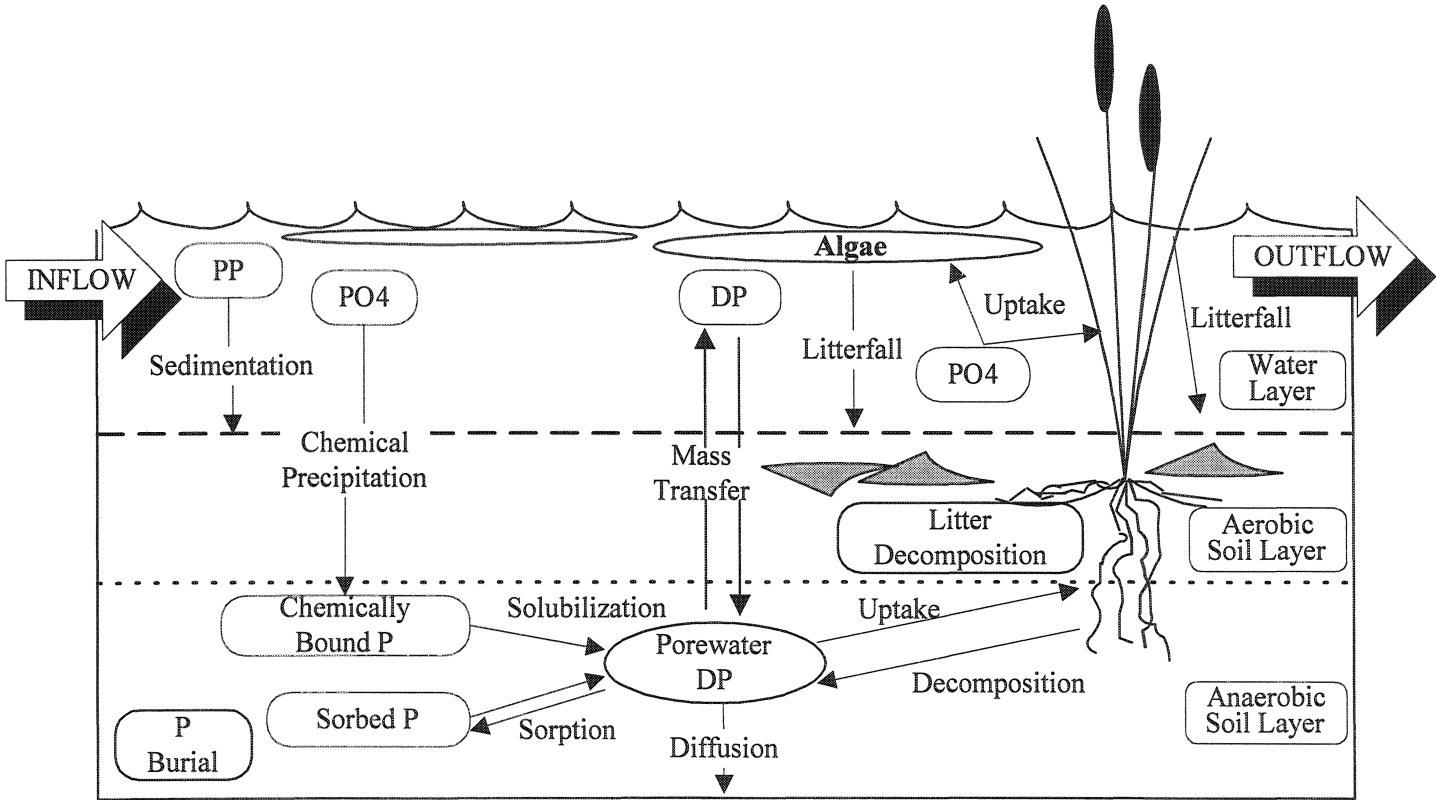 Algae
INFLOW
PP
PO4
DP
OUTFLOW
Uptake
Litterfall
Sedimentation
Litterfall
PO4
Water
Layer
Chemical
Precipitation
Mass
Transfer
Litter
Decomposition
Aerobic
Soil Layer
Chemically
Bound P
Solubilization
Uptake
Porewater
DP
Decomposition
Sorbed P
Sorption
Anaerobic
Soil Layer
P
Burial
Diffusion